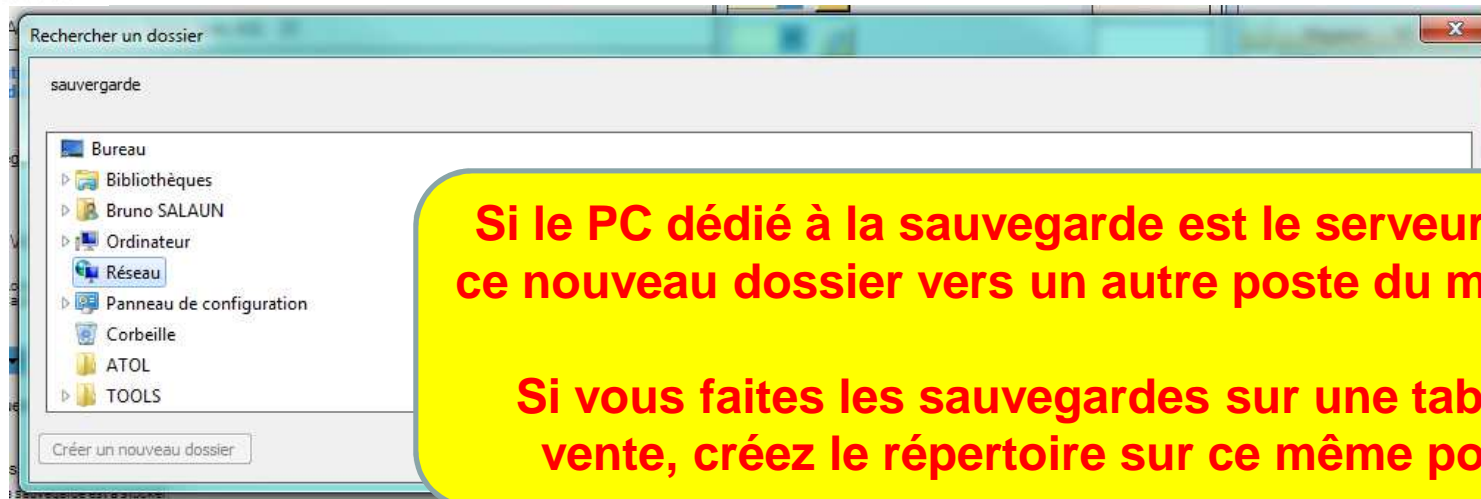 Rechercher un dossier
sauvergarde
Bureau
Bibliothèques
Bruno SALAUN
Ordinateur
Réseau
Panneau de configuration
Corbeille
ATOL
TOOLS
Créer un nouveau dossier
Si le PC dédié à la sauvegarde est le serveur
ce nouveau dossier vers un autre poste du m
Si vous faites les sauvegardes sur une tab
vente, créez le répertoire sur ce même po